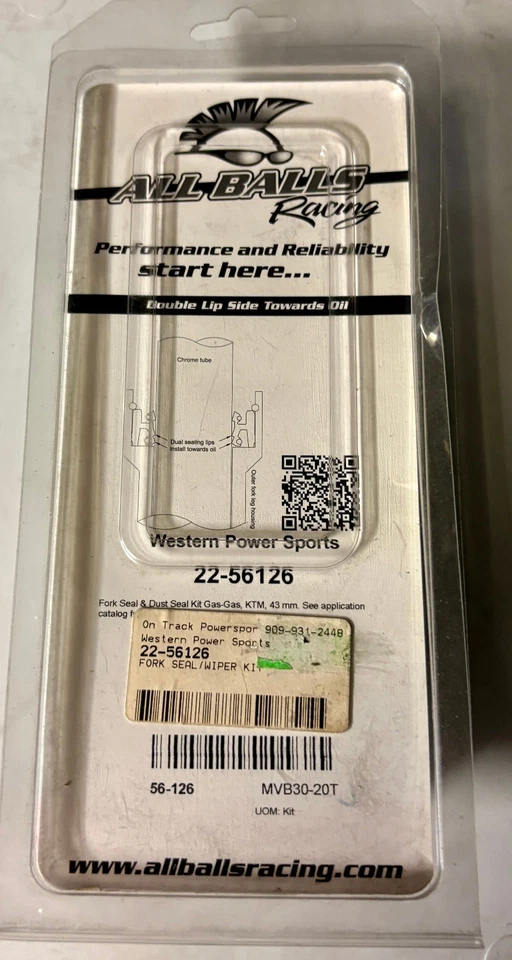 ALL BALLS
Racing
Performance and Reliability
start here...
Double Lip Side Towards Oil
Chrome tube
Dual sealing lips
install towards oil
Outer fork leg housing
Western Power Sports
22-56126
Fork Seal & Dust Seal Kit Gas-Gas, KTM, 43 mm. See application
catalog
On Track Powerspor 909-931-2448
Western Power Sports
22-56126
FORK SEAL/WIPER KIT
56-126 MVB30-20T
UOM: Kit
www.allballsracing.com